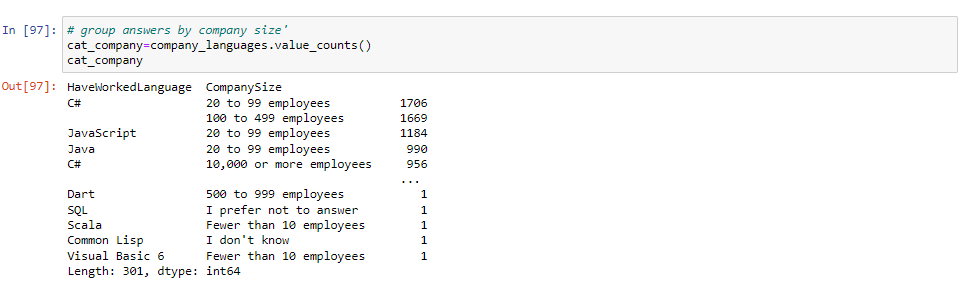 In [97]: # group answers by company size'
cat_company=company_languages.value_counts()
cat_company
Out[97]: HaveWorkedLanguage CompanySize
C# 20 to 99 employees 1706
100 to 499 employees 1669
JavaScript 20 to 99 employees 1184
Java 20 to 99 employees 990
C# 10,000 or more employees 956
...
Dart 500 to 999 employees 1
SQL I prefer not to answer 1
Scala Fewer than 10 employees 1
Common Lisp I don't know 1
Visual Basic 6 Fewer than 10 employees 1
Length: 301, dtype: int64